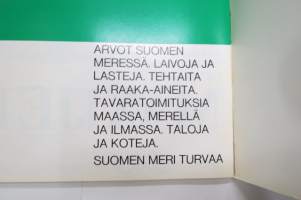 ARVOT SUOMEN
MERESSÄ. LAIVOJA JA
LASTEJA. TEHTAITA
JA RAAKA-AINEITA.
TAVARATOIMITUKSIA
MAASSA, MERELLÄ
JA ILMASSA. TALOJA
JA KOTEJA.
SUOMEN MERI TURVAA